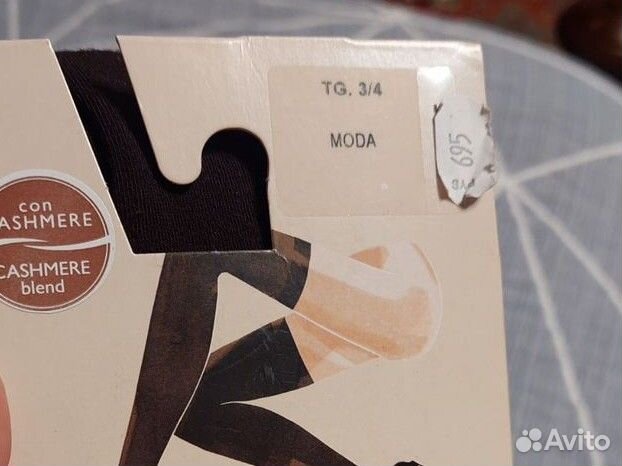 TG. 3/4
MODA
695
con
ASHMERE
CASHMERE
blend
Avito